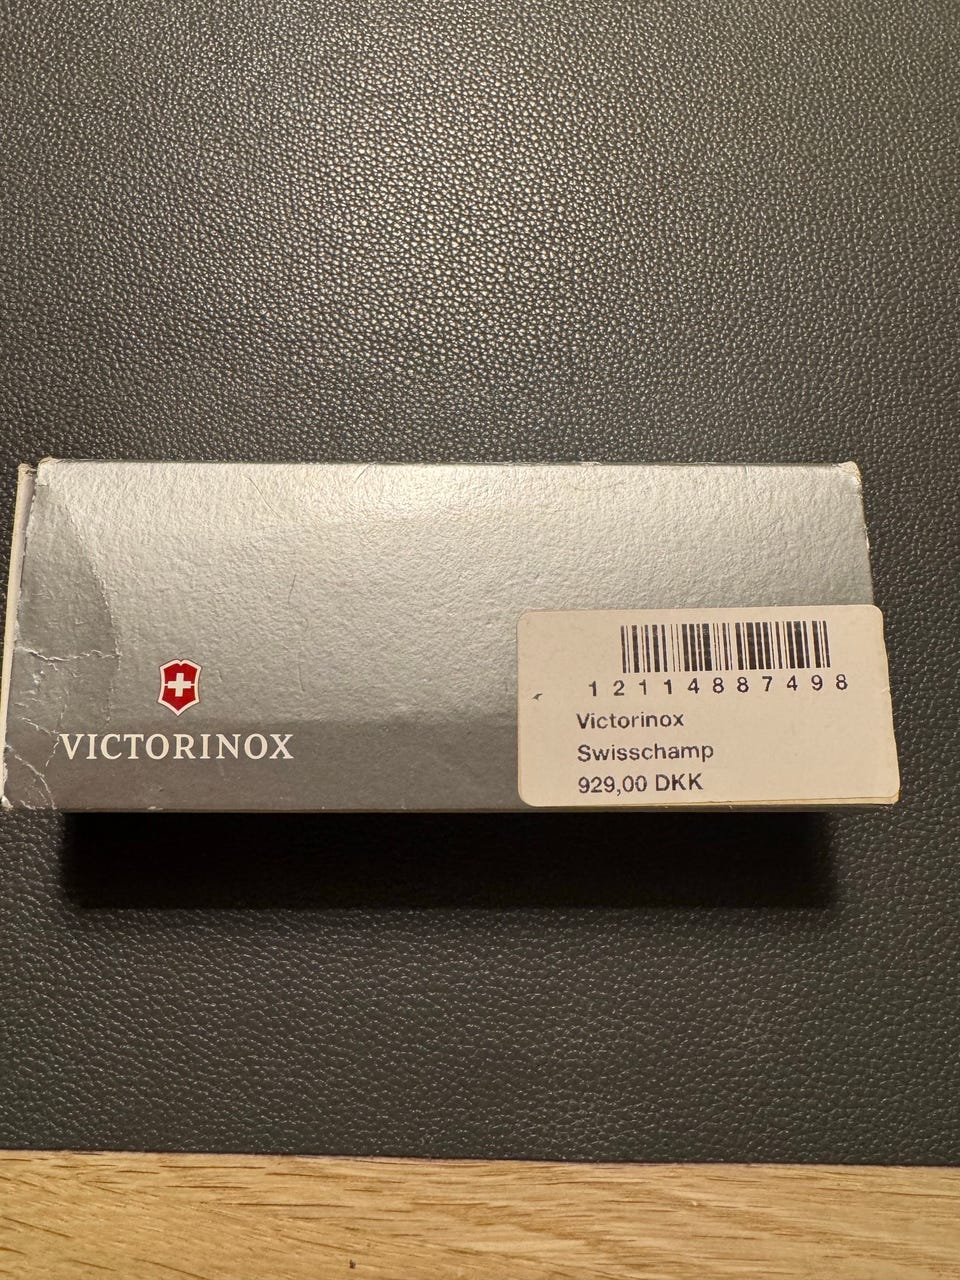 VICTORINOX
1 2 1 1 4 8 8 7 4 9 8
Victorinox
Swisschamp
929,00 DKK